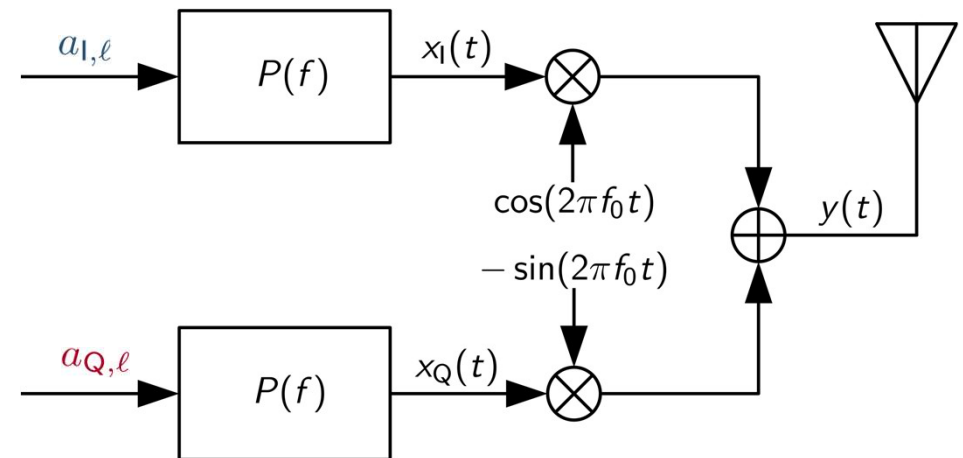 a_{I,ℓ}
P(f)
x_I(t)
cos(2πf_0t)
y(t)
− sin(2πf_0t)
a_{Q,ℓ}
P(f)
x_Q(t)